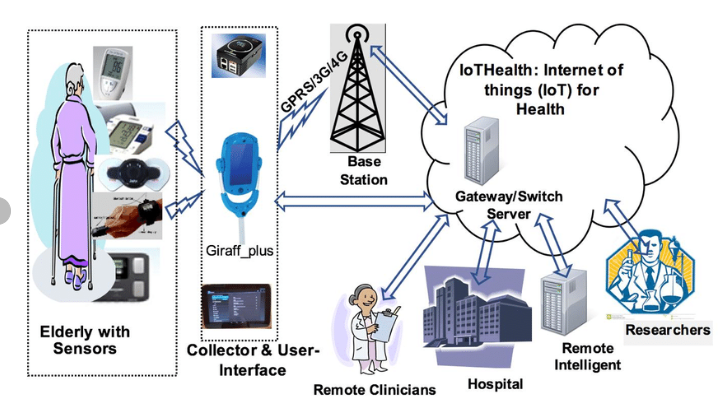 GPRS/3G/4G
IoTHealth: Internet of
things (IoT) for
Health
Base
Station
Gateway/Switch
Server
Giraff_plus
Elderly with
Sensors
Collector & User-
Interface
Remote Clinicians
Hospital
Remote
Intelligent
Researchers